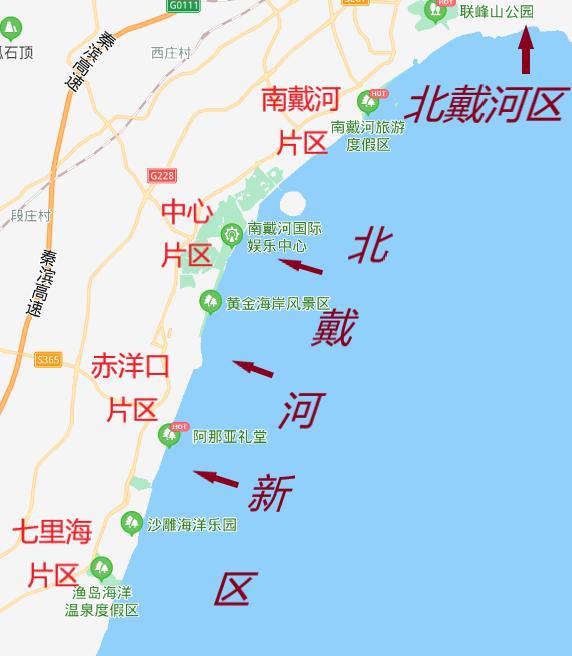 G0111
HOT
联峰山公园
石顶
秦滨高速
西庄村
南戴河
片区
HOT
北戴河区
南戴河旅游
度假区
G228
段庄村
中心
片区
南戴河国际
娱乐中心
北
戴
河
新
区
秦滨高速
黄金海岸风景区
S365
赤洋口
片区
HOT
阿那亚礼堂
沙雕海洋乐园
七里海
片区
渔岛海洋
温泉度假区